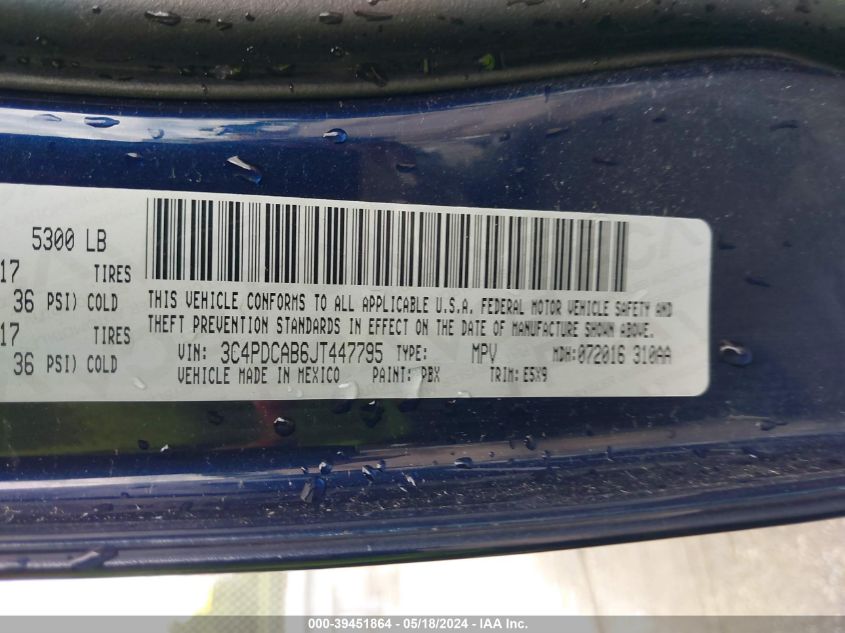 5300 LB
17 TIRES
36 PSI) COLD
17 TIRES
36 PSI) COLD
THIS VEHICLE CONFORMS TO ALL APPLICABLE U.S.A. FEDERAL MOTOR VEHICLE SAFETY AND
THEFT PREVENTION STANDARDS IN EFFECT ON THE DATE OF MANUFACTURE SHOWN ABOVE.
VIN: 3C4PDCAB6JT447795 TYPE: MPV MDH:072016 310AA
VEHICLE MADE IN MEXICO PAINT: PBX TRIM: E5X9
000-39451864 - 05/18/2024 - IAA Inc.